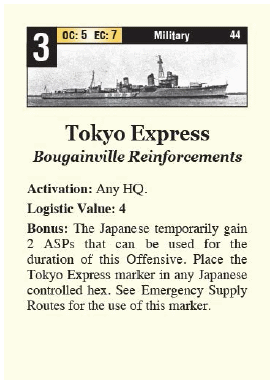 3 OC: 5 EC: 7 Military 44
Tokyo Express
Bougainville Reinforcements
Activation: Any HQ.
Logistic Value: 4
Bonus: The Japanese temporarily gain
2 ASPs that can be used for the
duration of this Offensive. Place the
Tokyo Express marker in any Japanese
controlled hex. See Emergency Supply
Routes for the use of this marker.